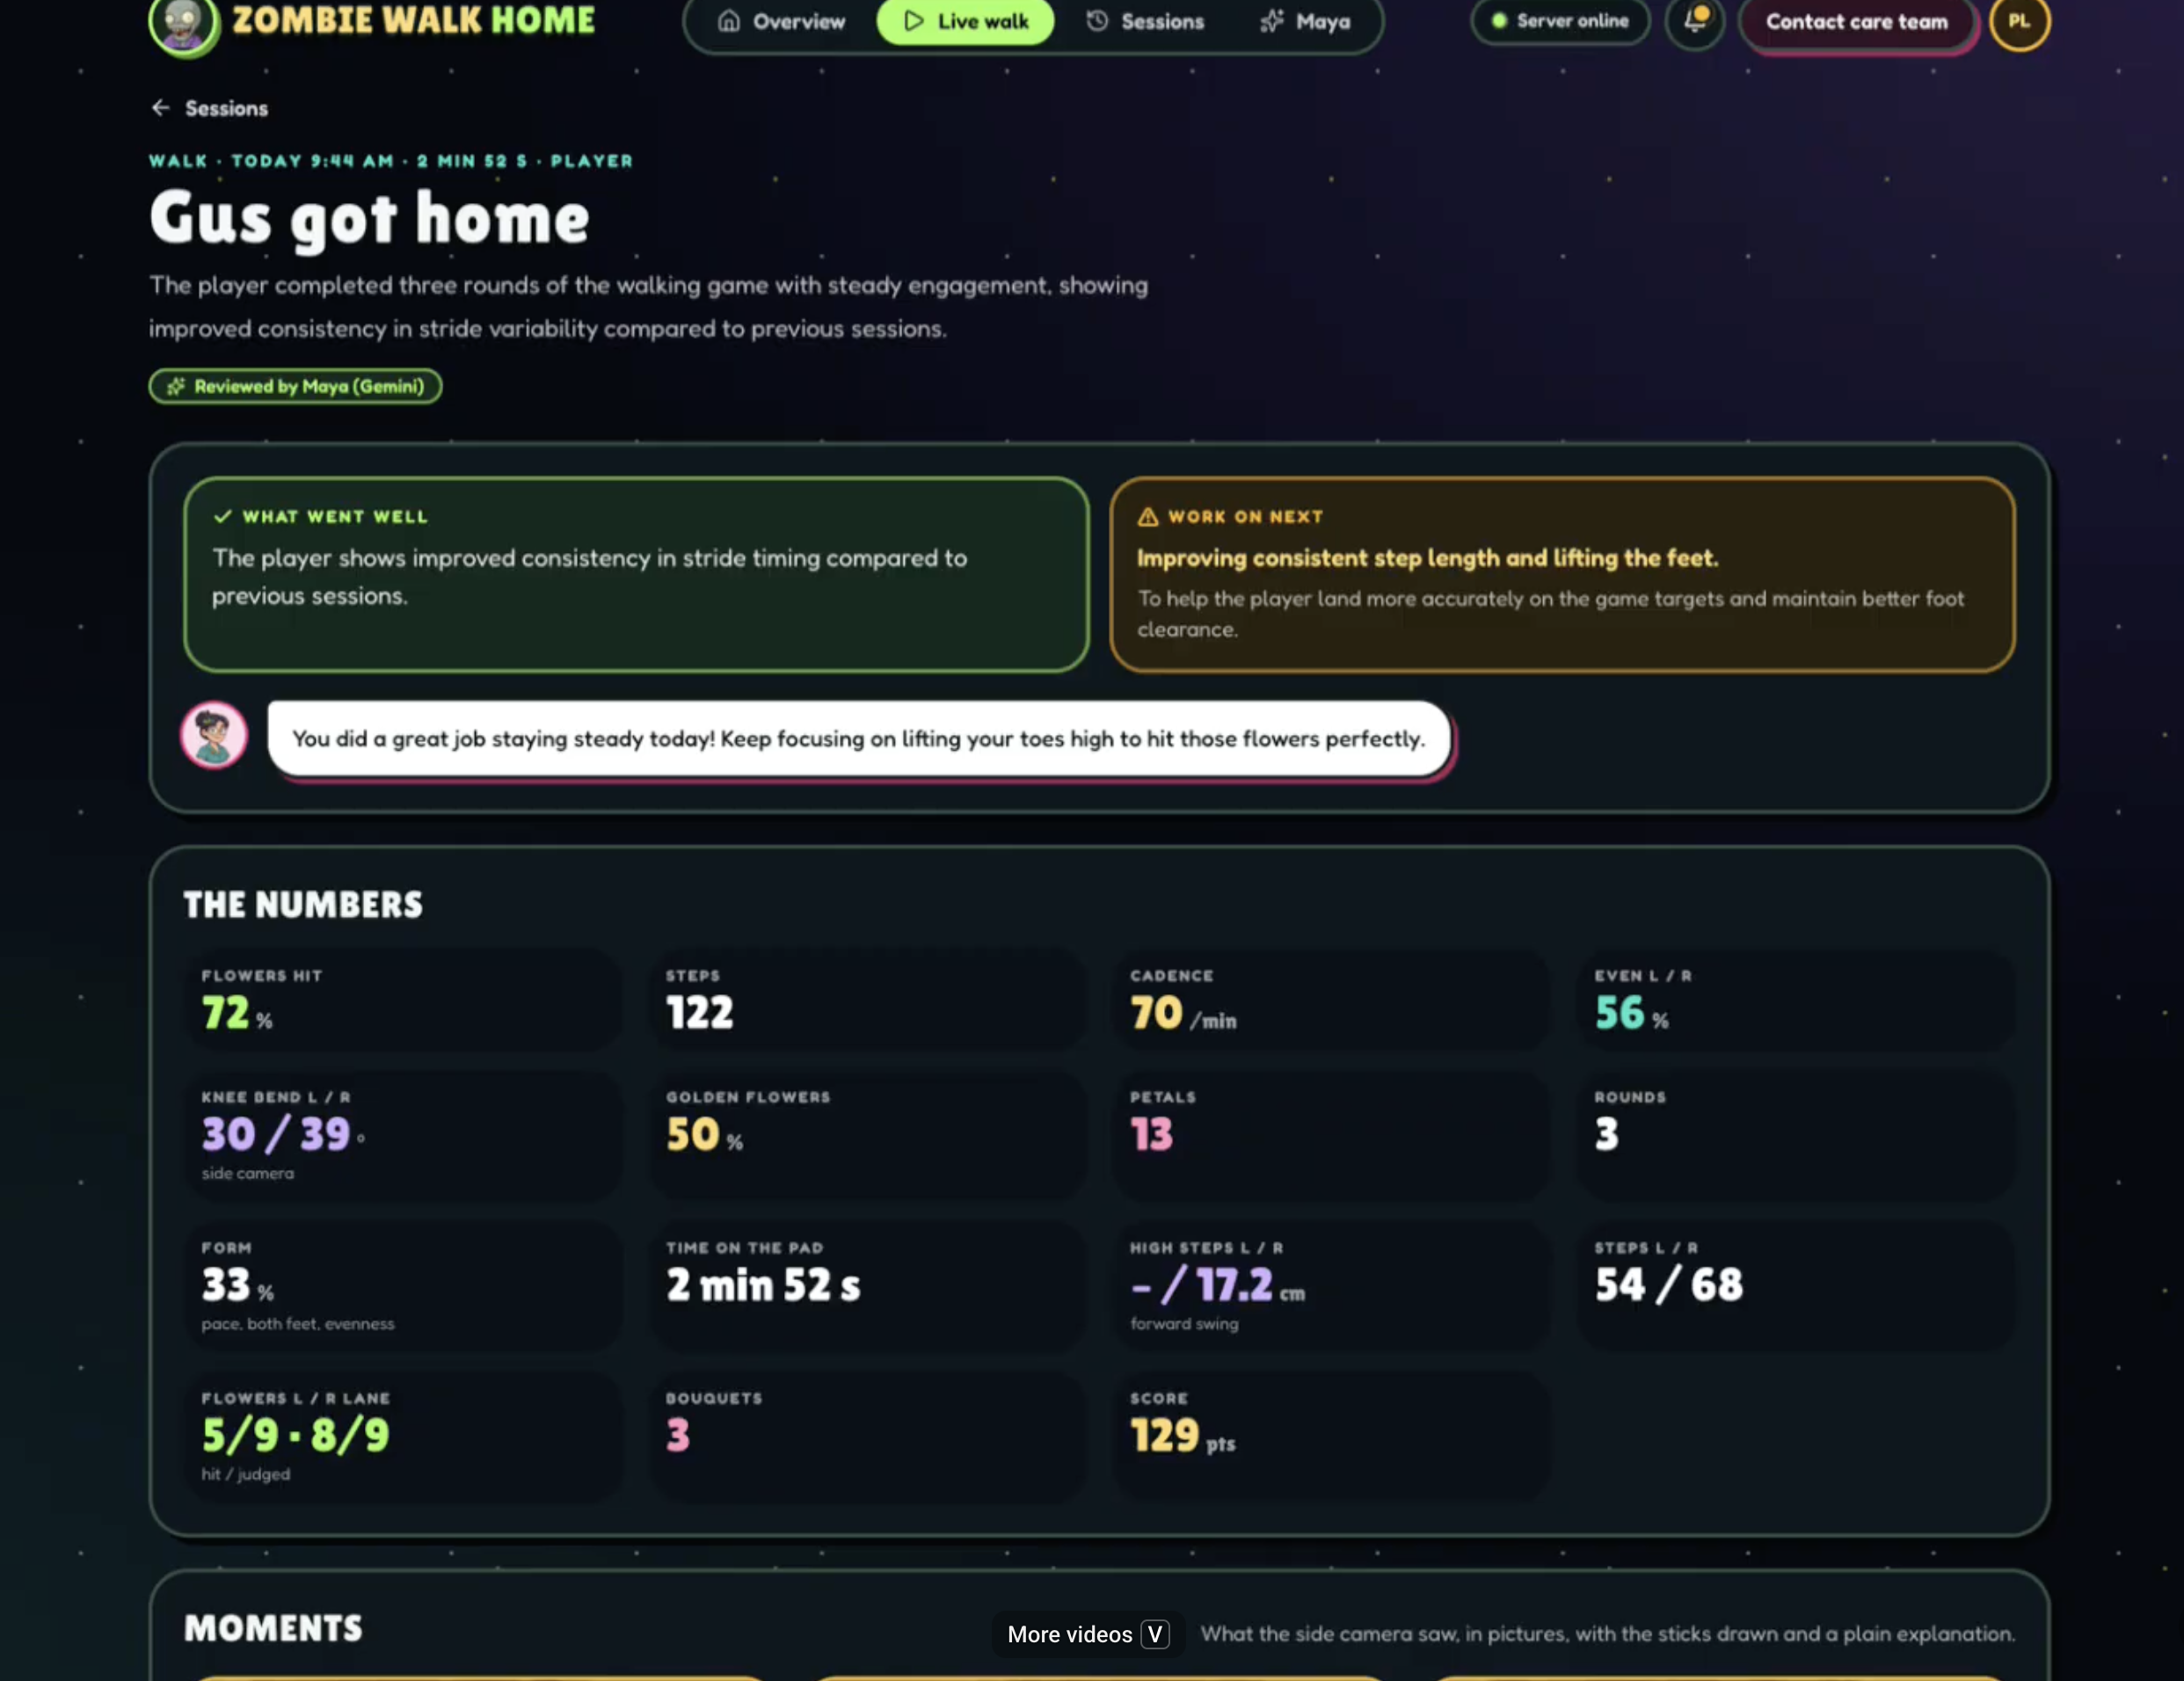 ZOMBIE WALK HOME
Overview
Live walk
Sessions
Maya
Server online
Contact care team
PL
← Sessions
WALK · TODAY 9:44 AM · 2 MIN 52 S · PLAYER
Gus got home
The player completed three rounds of the walking game with steady engagement, showing
improved consistency in stride variability compared to previous sessions.
Reviewed by Maya (Gemini)
WHAT WENT WELL
The player shows improved consistency in stride timing compared to
previous sessions.
WORK ON NEXT
Improving consistent step length and lifting the feet.
To help the player land more accurately on the game targets and maintain better foot
clearance.
You did a great job staying steady today! Keep focusing on lifting your toes high to hit those flowers perfectly.
THE NUMBERS
FLOWERS HIT
72 %
STEPS
122
CADENCE
70 /min
EVEN L / R
56 %
KNEE BEND L / R
30 / 39 °
side camera
GOLDEN FLOWERS
50 %
PETALS
13
ROUNDS
3
FORM
33 %
pace, both feet, evenness
TIME ON THE PAD
2 min 52 s
HIGH STEPS L / R
– / 17.2 cm
forward swing
STEPS L / R
54 / 68
FLOWERS L / R LANE
5/9 · 8/9
hit / judged
BOUQUETS
3
SCORE
129 pts
MOMENTS
More videos V
What the side camera saw, in pictures, with the sticks drawn and a plain explanation.